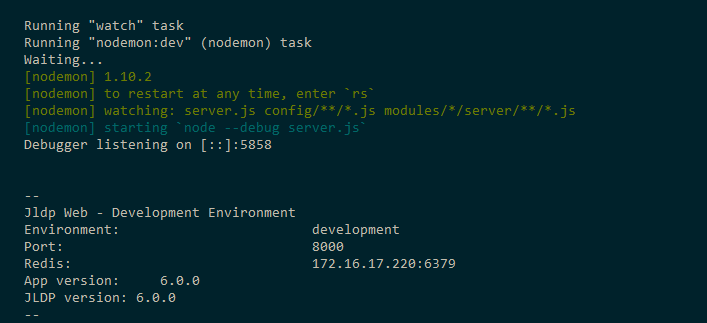 Running "watch" task
Running "nodemon:dev" (nodemon) task
Waiting...
[nodemon] 1.10.2
[nodemon] to restart at any time, enter `rs`
[nodemon] watching: server.js config/**/*.js modules/*/server/**/*.js
[nodemon] starting `node --debug server.js`
Debugger listening on [::]:5858
--
Jldp Web - Development Environment
Environment: development
Port: 8000
Redis: 172.16.17.220:6379
App version: 6.0.0
JLDP version: 6.0.0
--